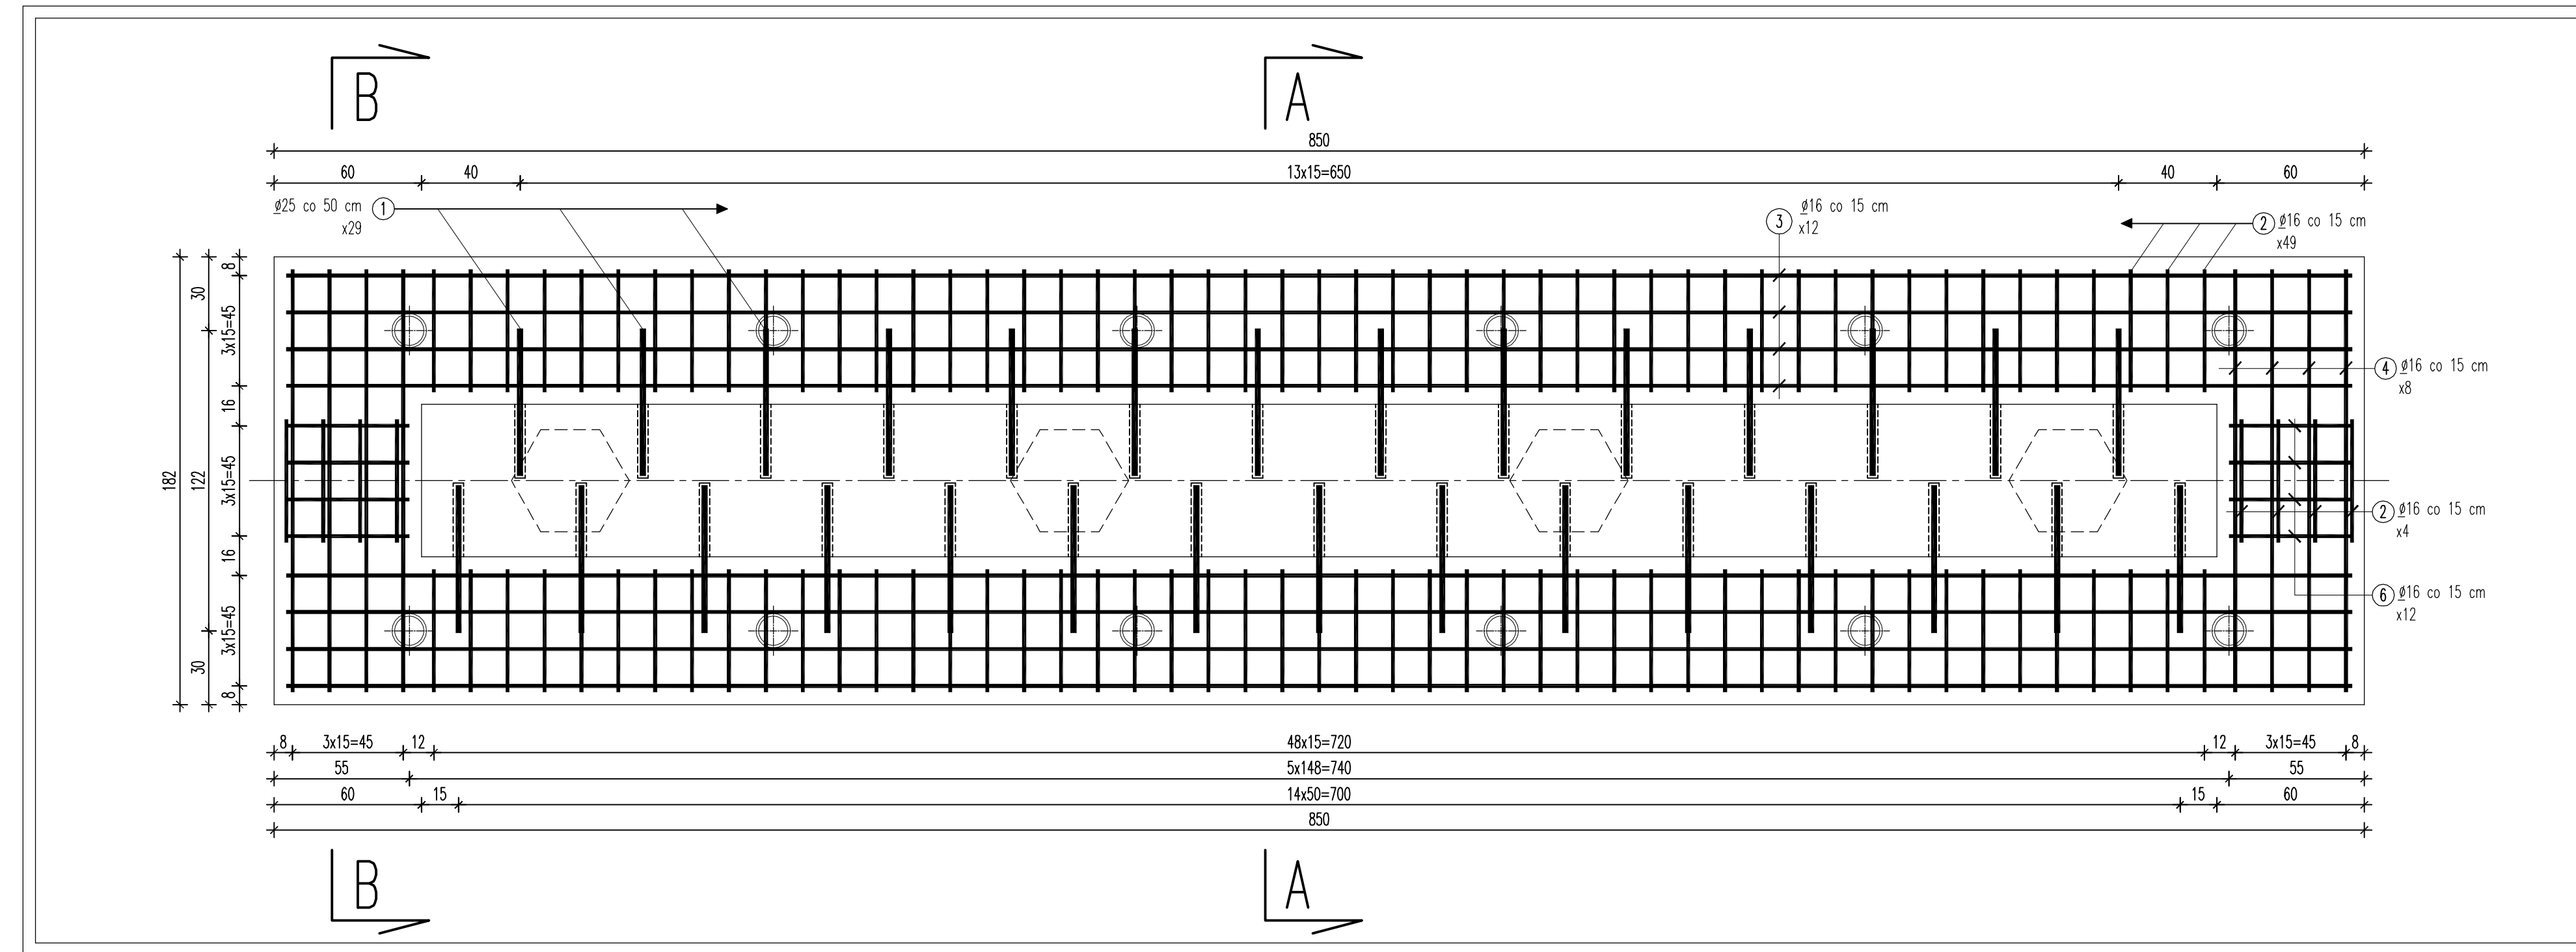 B
A
850
60
40
13x15=650
40
60
ø25 co 50 cm
1
x29
3
ø16 co 15 cm
x12
2
ø16 co 15 cm
x49
8
30
3x15=45
4
ø16 co 15 cm
x8
16
182
122
3x15=45
2
ø16 co 15 cm
x4
16
6
ø16 co 15 cm
x12
3x15=45
30
8
8
3x15=45
12
48x15=720
12
3x15=45
8
55
5x148=740
55
60
15
14x50=700
15
60
850
B
A